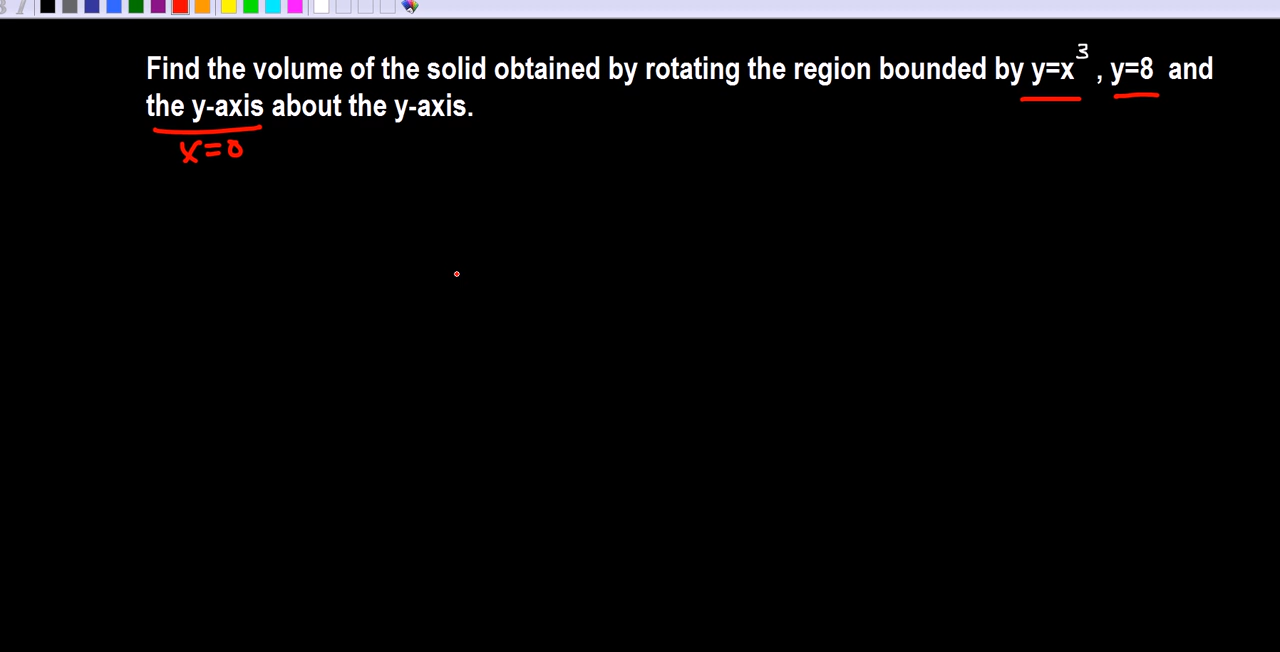 Find the volume of the solid obtained by rotating the region bounded by y=x³ , y=8 and
the y-axis about the y-axis.
x=0